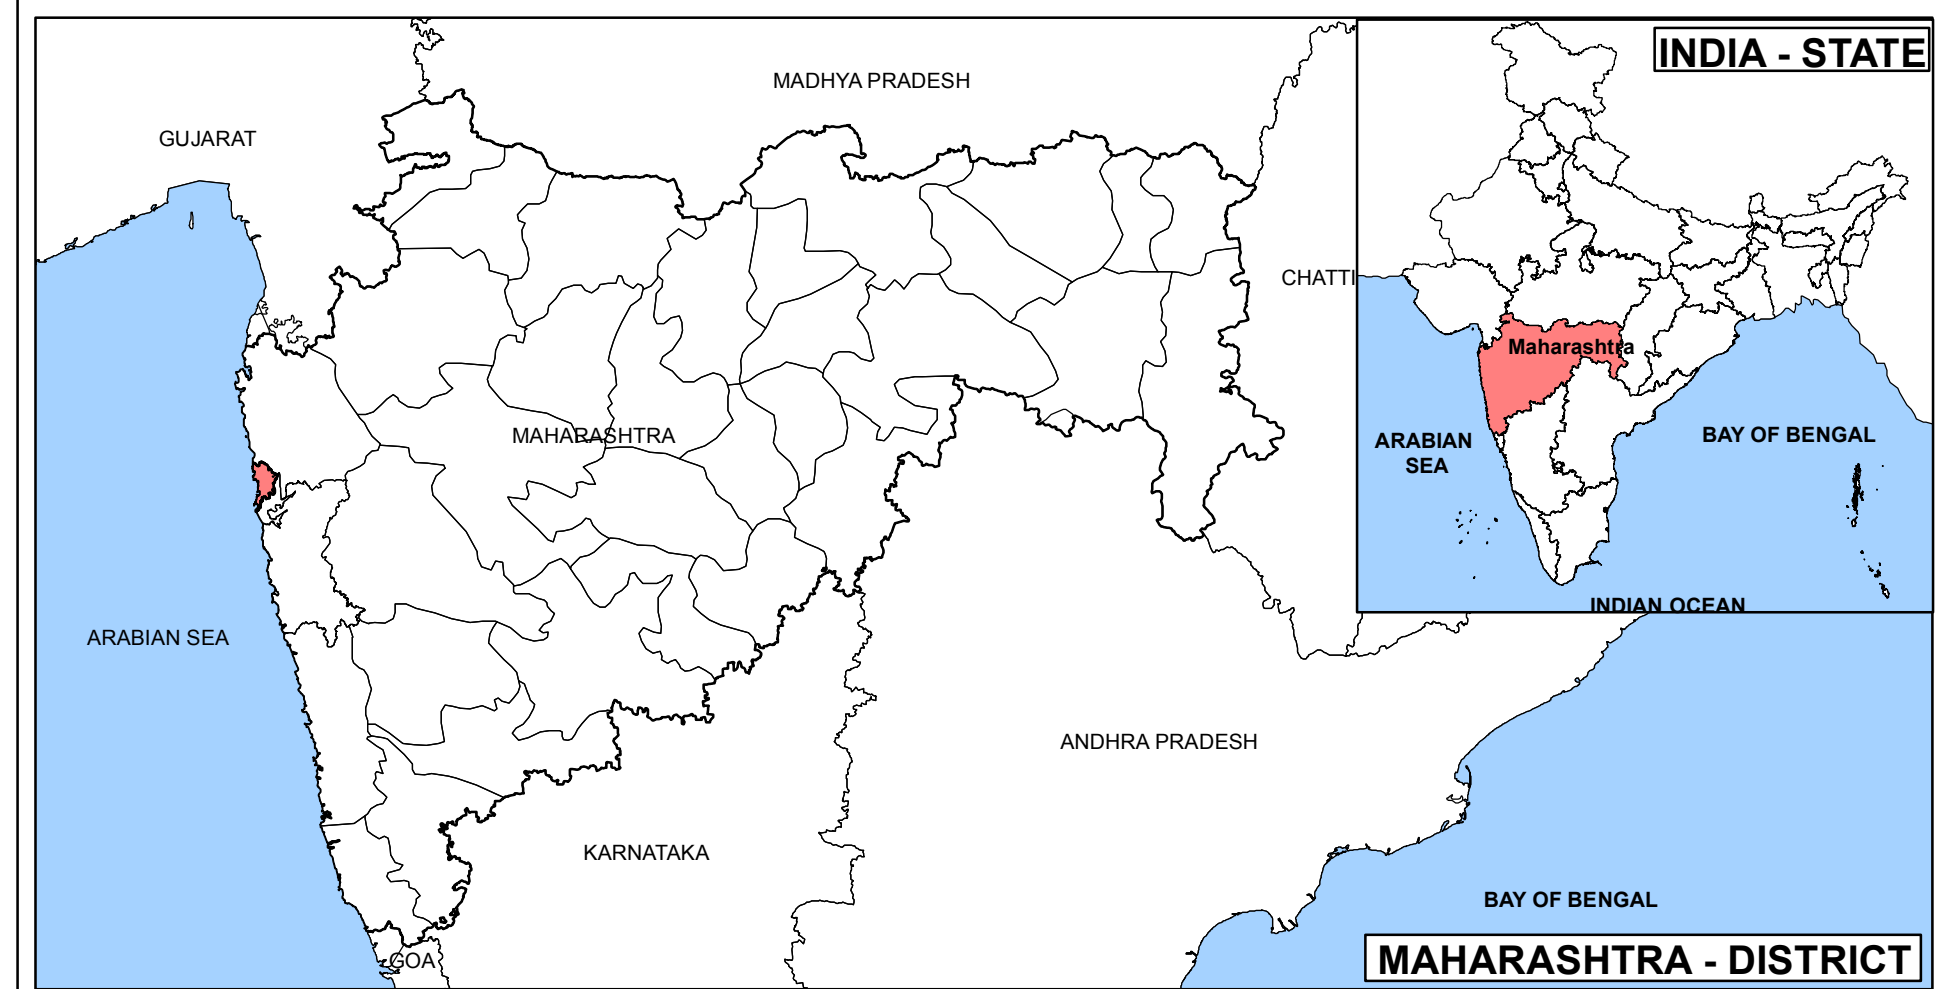 MADHYA PRADESH
GUJARAT
CHATTI
MAHARASHTRA
ARABIAN SEA
ANDHRA PRADESH
KARNATAKA
GOA
BAY OF BENGAL
MAHARASHTRA - DISTRICT
INDIA - STATE
Maharashtra
ARABIAN
SEA
BAY OF BENGAL
INDIAN OCEAN